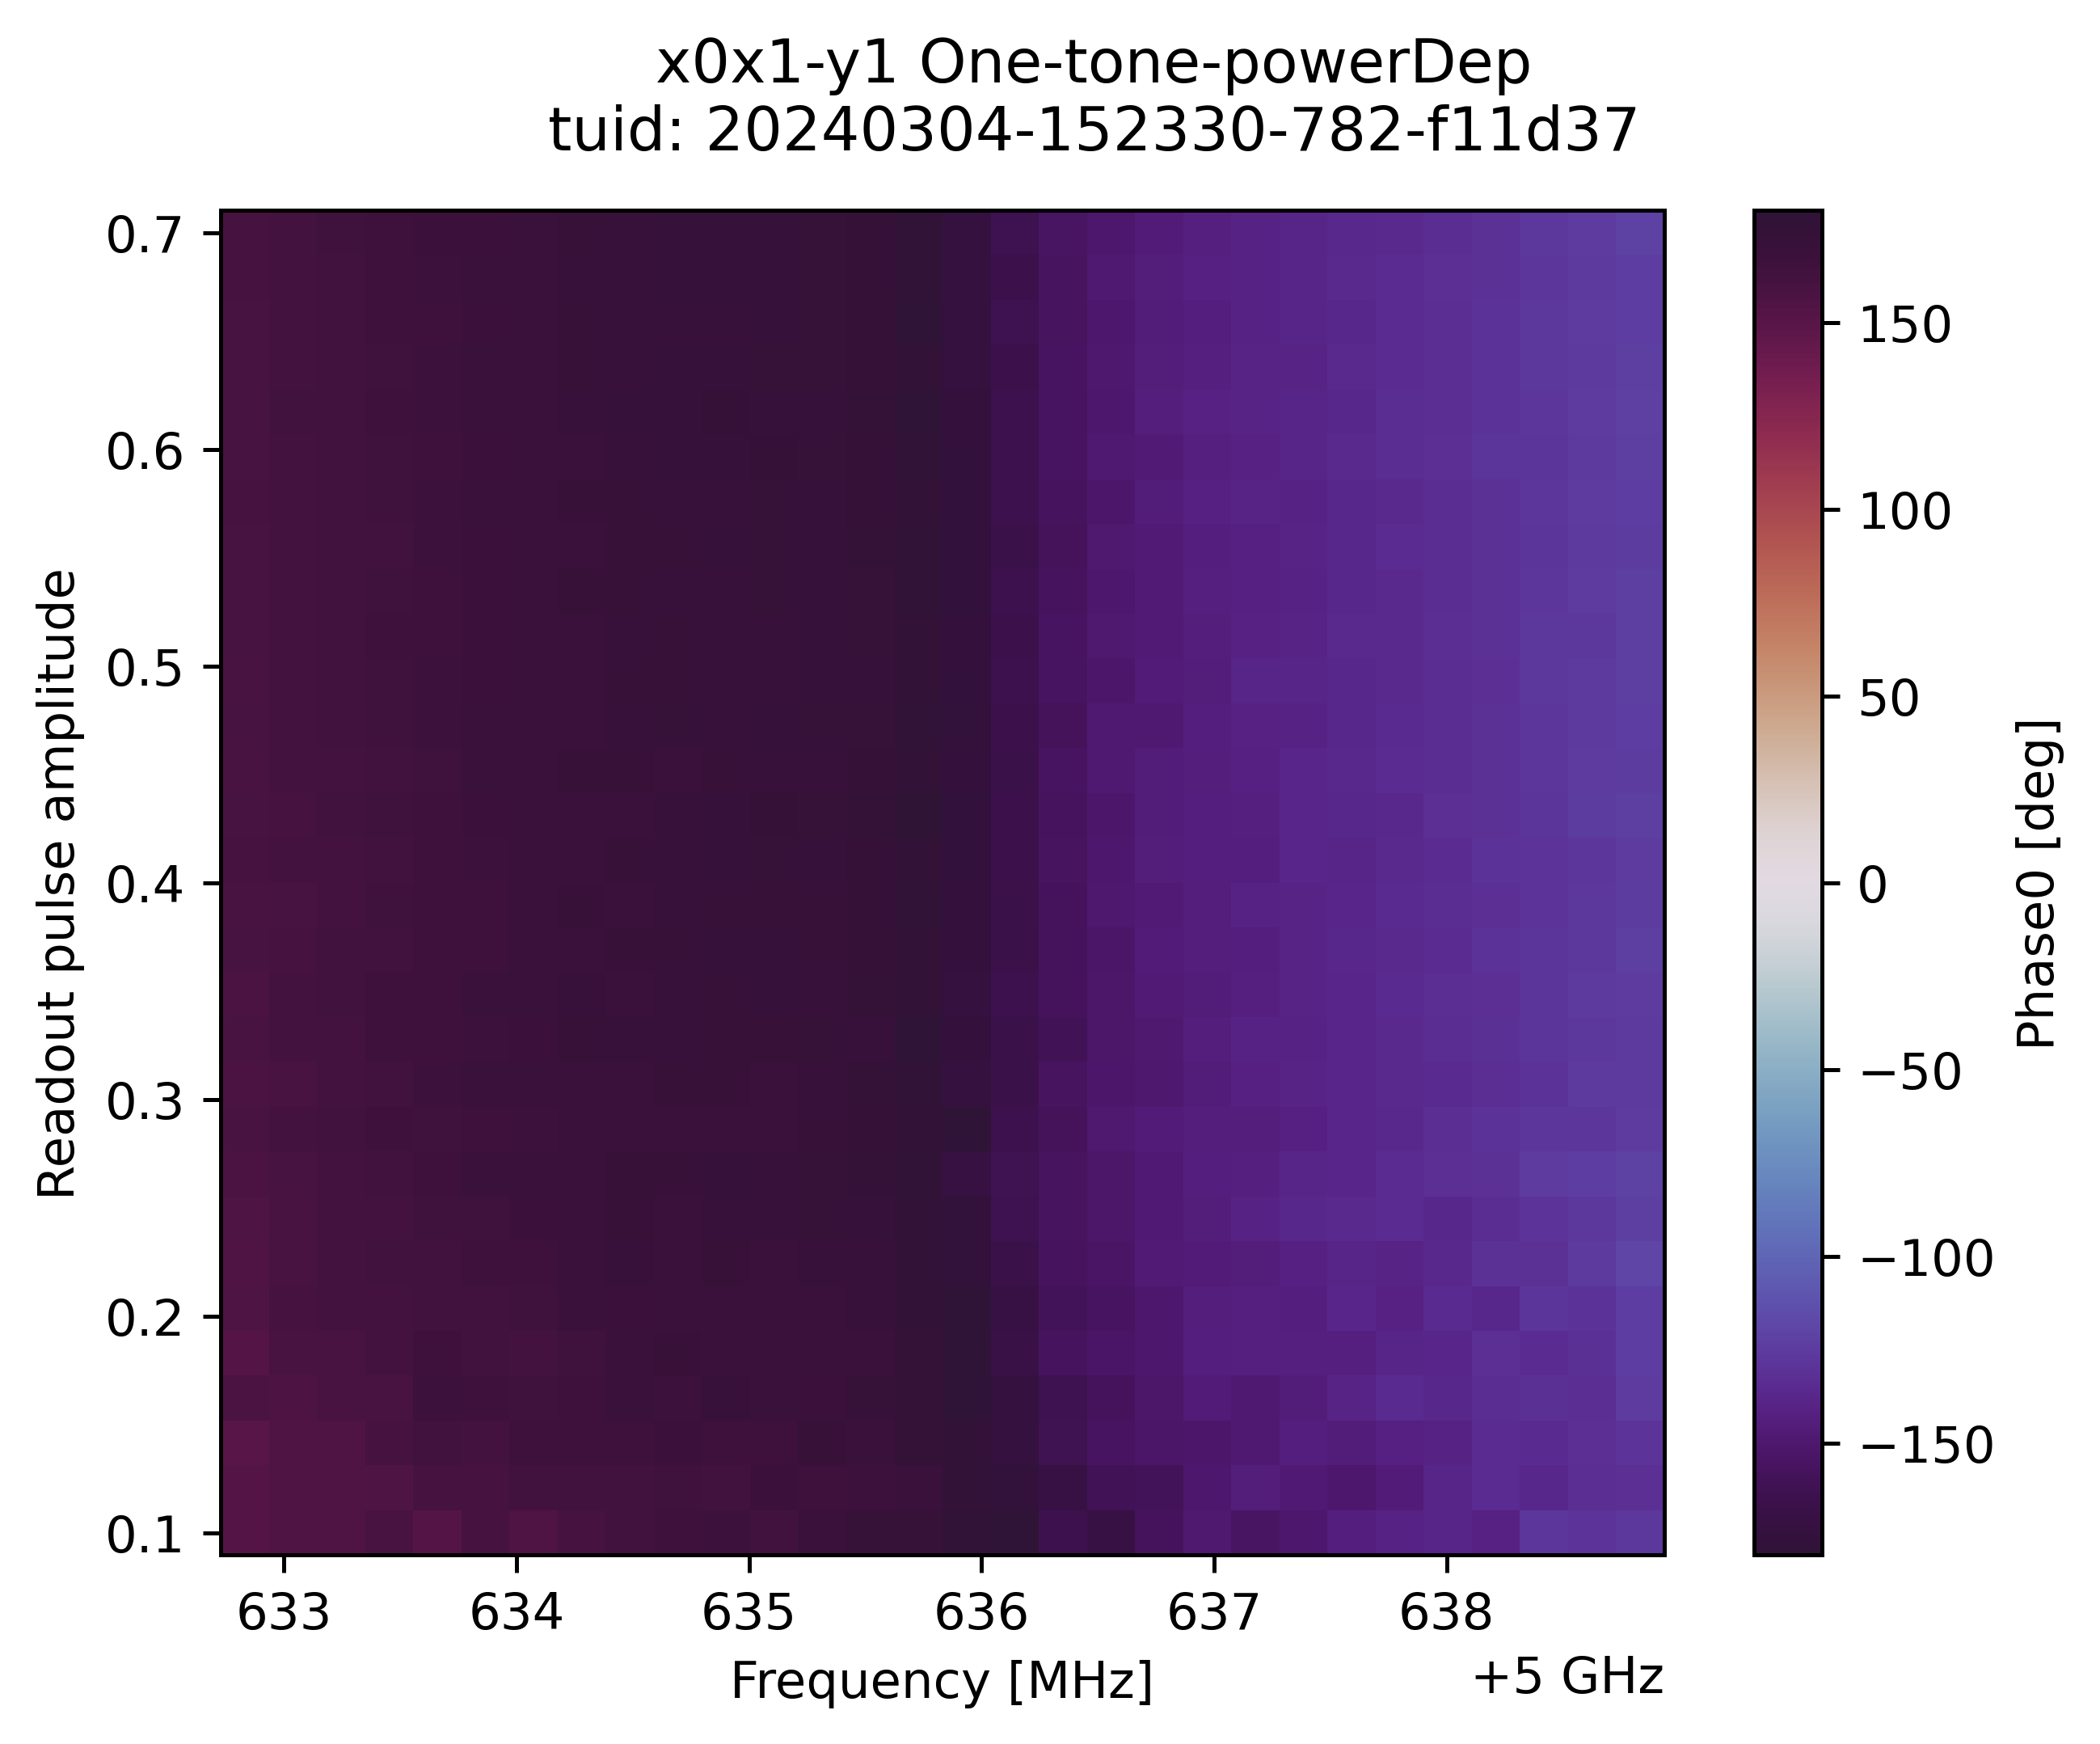 x0x1-y1 One-tone-powerDep
tuid: 20240304-152330-782-f11d37
Readout pulse amplitude
0.7
0.6
0.5
0.4
0.3
0.2
0.1
633 634 635 636 637 638
Frequency [MHz]
+5 GHz
150
100
50
0
−50
−100
−150
Phase0 [deg]